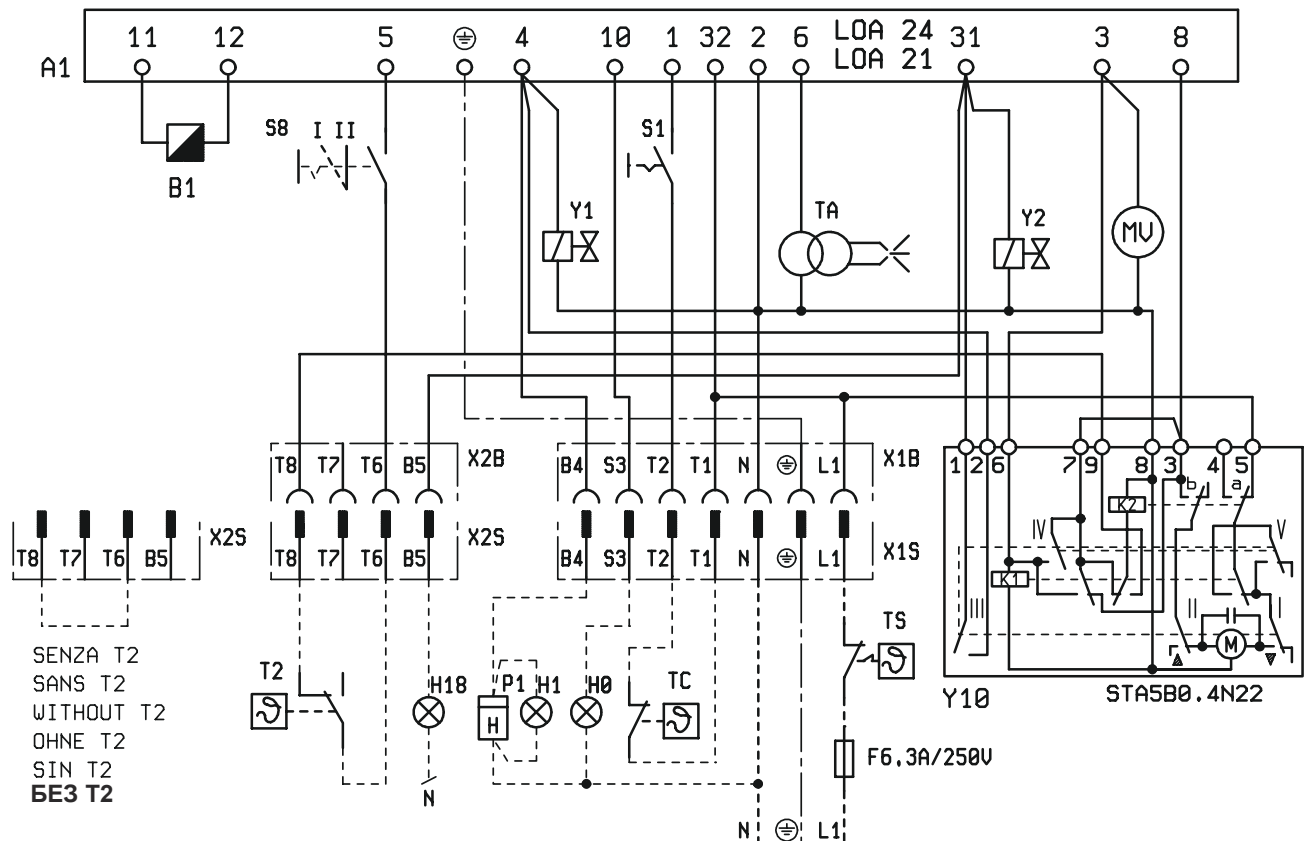 11 12 5 4 10 1 32 2 6 LOA 24 31 3 8
LOA 21
A1
S8 I II S1
B1
Y1 TA Y2 MV
T8 T7 T6 B5 X2B B4 S3 T2 T1 N L1 X1B
1 2 6 7 9 8 3 4 5
b a
K2
IV V
T8 T7 T6 B5 X2S T8 T7 T6 B5 X2S B4 S3 T2 T1 N L1 X1S
K1
III II I
M
SENZA T2
SANS T2
WITHOUT T2
OHNE T2
SIN T2
БЕЗ Т2
T2 H18 P1 H1 H0 TC TS
H
Y10 STA5B0.4N22
F6,3A/250V
N
N L1